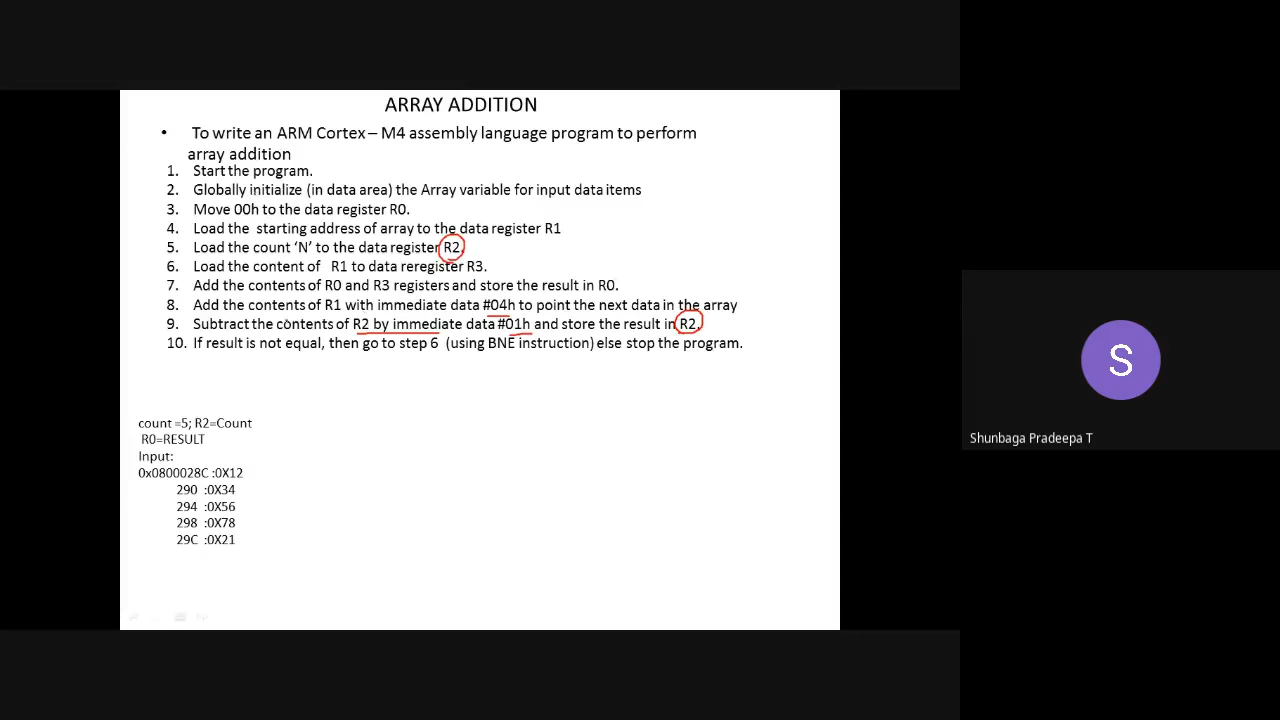 ARRAY ADDITION
• To write an ARM Cortex – M4 assembly language program to perform
array addition
1. Start the program.
2. Globally initialize (in data area) the Array variable for input data items
3. Move 00h to the data register R0.
4. Load the starting address of array to the data register R1
5. Load the count ‘N’ to the data register R2.
6. Load the content of R1 to data reregister R3.
7. Add the contents of R0 and R3 registers and store the result in R0.
8. Add the contents of R1 with immediate data #04h to point the next data in the array
9. Subtract the contents of R2 by immediate data #01h and store the result in R2.
10. If result is not equal, then go to step 6 (using BNE instruction) else stop the program.
count =5; R2=Count
R0=RESULT
Input:
0x0800028C :0X12
290 :0X34
294 :0X56
298 :0X78
29C :0X21
S
Shunbaga Pradeepa T